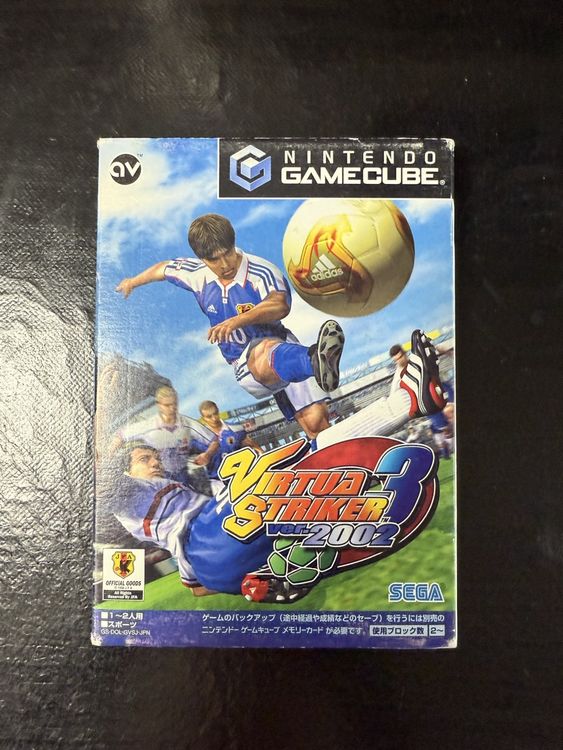 av
NINTENDO
GAMECUBE
adidas
VIRTUA
STRIKER 3
ver.2002
JFA
OFFICIAL GOODS
All Rights
Reserved By JFA
SEGA
■1～2人用
■スポーツ
GS-DOL-GVSJ-JPN
ゲームのバックアップ（途中経過や成績などのセーブ）を行うには別売の
ニンテンドー ゲームキューブ メモリーカード が必要です。 使用ブロック数 2～